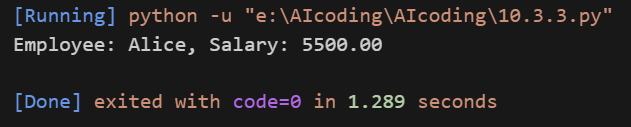 [Running] python -u "e:\AIcoding\AIcoding\10.3.3.py"
Employee: Alice, Salary: 5500.00
[Done] exited with code=0 in 1.289 seconds